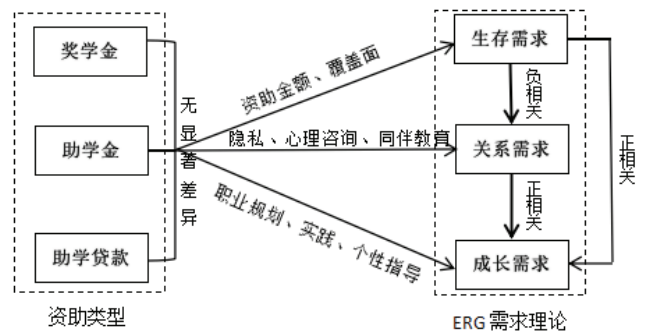 奖学金
助学金
助学贷款
资助类型
无显著差异
资助金额、覆盖面
隐私、心理咨询、同伴教育
职业规划、实践、个性指导
生存需求
负相关
关系需求
正相关
成长需求
正相关
ERG需求理论